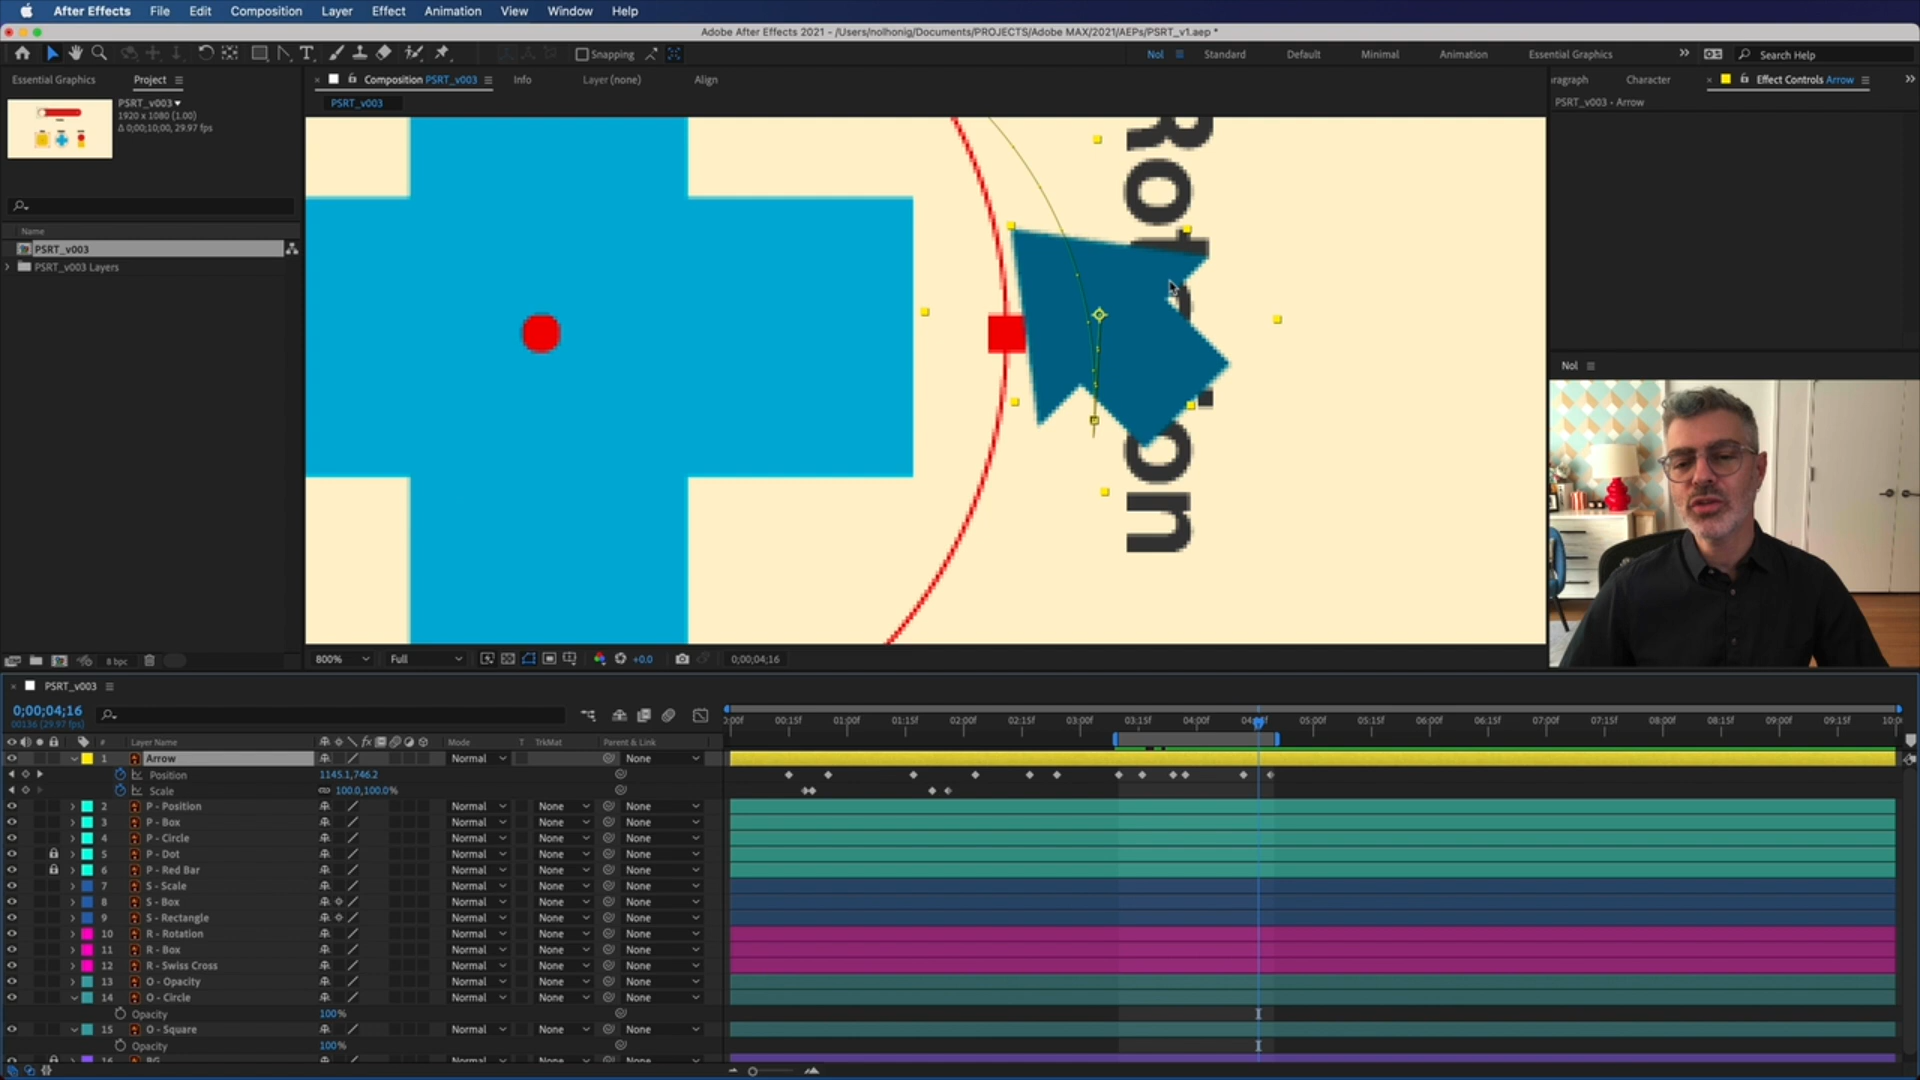 After Effects File Edit Composition Layer Effect Animation View Window Help
Adobe After Effects 2021 - /Users/nolhonig/Documents/PROJECTS/Adobe MAX/2021/AEPs/PSRT_v1.aep *
Snapping Nol Standard Default Minimal Animation Essential Graphics Search Help
Essential Graphics Project Composition PSRT_v003 Info Layer (none) Align ragraph Character Effect Controls Arrow
PSRT_v003 PSRT_v003 PSRT_v003 • Arrow
1920 x 1080 (1.00)
Δ 0;00;10;00, 29.97 fps
Name
PSRT_v003
PSRT_v003 Layers
Nol
8 bpc 800% Full +0.0 0;00;04;16
PSRT_v003
0;00;04;16
00136 (29.97 fps)
0:00f 00:15f 01:00f 01:15f 02:00f 02:15f 03:00f 03:15f 04:00f 05:00f 05:15f 06:00f 06:15f 07:00f 07:15f 08:00f 08:15f 09:00f 09:15f 10:0
# Layer Name Mode T TrkMat Parent & Link
1 Arrow Normal None
Position 1145.1,746.2
Scale 100.0,100.0%
2 P - Position Normal None None
3 P - Box Normal None None
4 P - Circle Normal None None
5 P - Dot Normal None None
6 P - Red Bar Normal None None
7 S - Scale Normal None None
8 S - Box Normal None None
9 S - Rectangle Normal None None
10 R - Rotation Normal None None
11 R - Box Normal None None
12 R - Swiss Cross Normal None None
13 O - Opacity Normal None None
14 O - Circle Normal None None
Opacity 100%
15 O - Square Normal None None
Opacity 100%
16 BG Normal None None